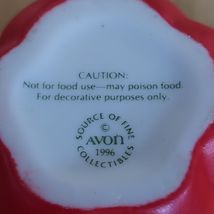 CAUTION:
Not for food use—may poison food.
For decorative purposes only.
SOURCE OF FINE
©
AVON
1996
COLLECTIBLES